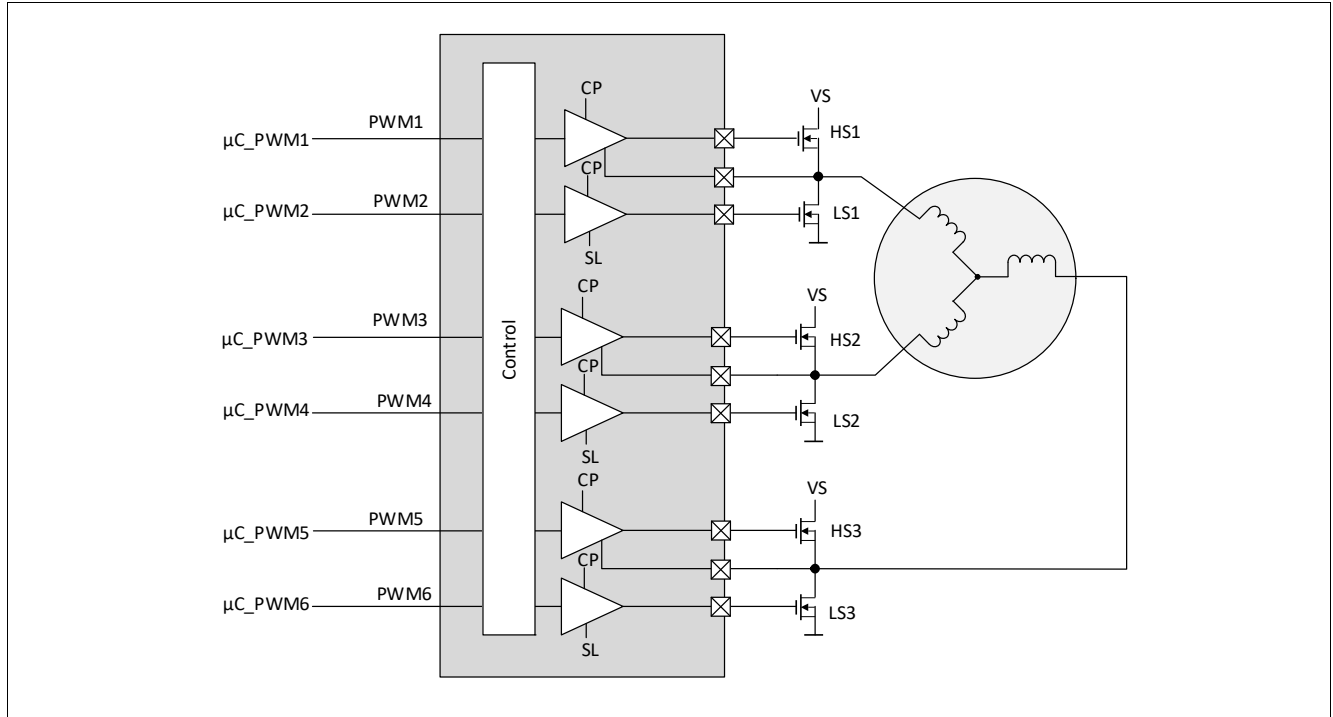 CP
VS
µC_PWM1
PWM1
HS1
CP
µC_PWM2
PWM2
LS1
SL
CP
VS
µC_PWM3
PWM3
HS2
Control
CP
µC_PWM4
PWM4
LS2
SL
CP
VS
µC_PWM5
PWM5
HS3
CP
µC_PWM6
PWM6
LS3
SL